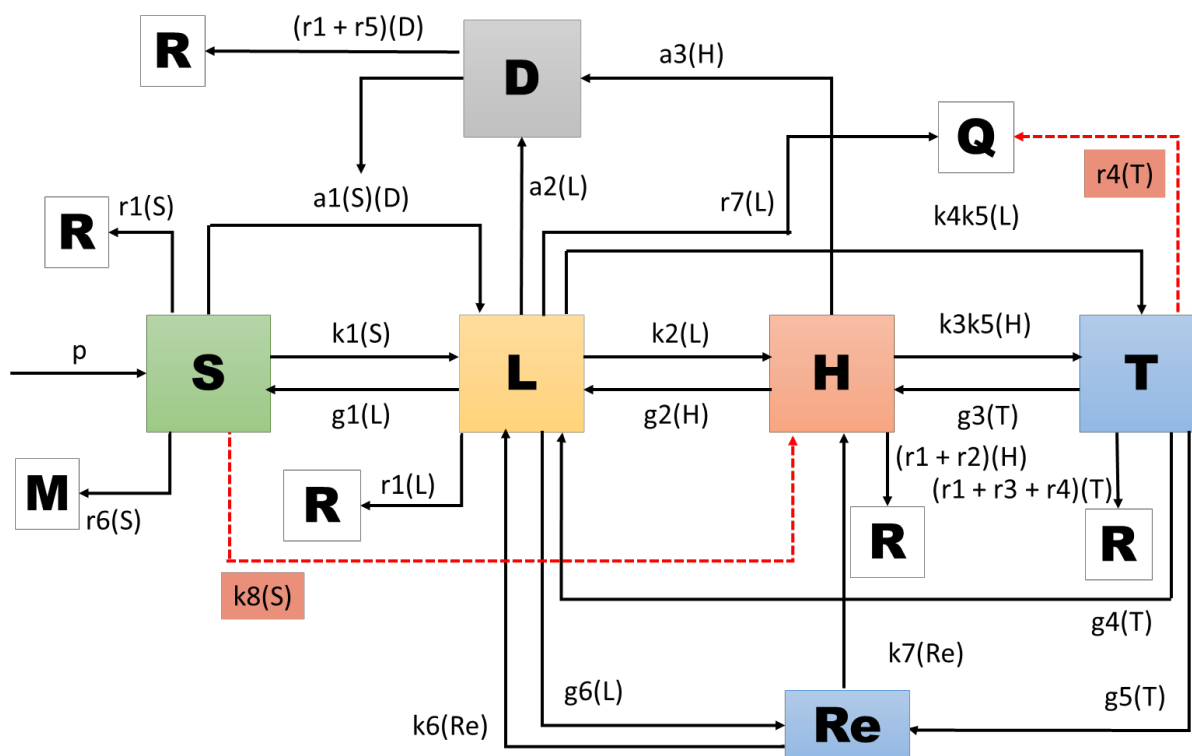 (r1 + r5)(D)
R
D
a3(H)
Q
r4(T)
r1(S)
R
a1(S)(D)
a2(L)
r7(L)
k4k5(L)
p
S
k1(S)
L
k2(L)
H
k3k5(H)
T
g1(L)
g2(H)
g3(T)
M
r6(S)
R
r1(L)
(r1 + r2)(H)
(r1 + r3 + r4)(T)
R
R
k8(S)
g4(T)
k7(Re)
g6(L)
k6(Re)
Re
g5(T)